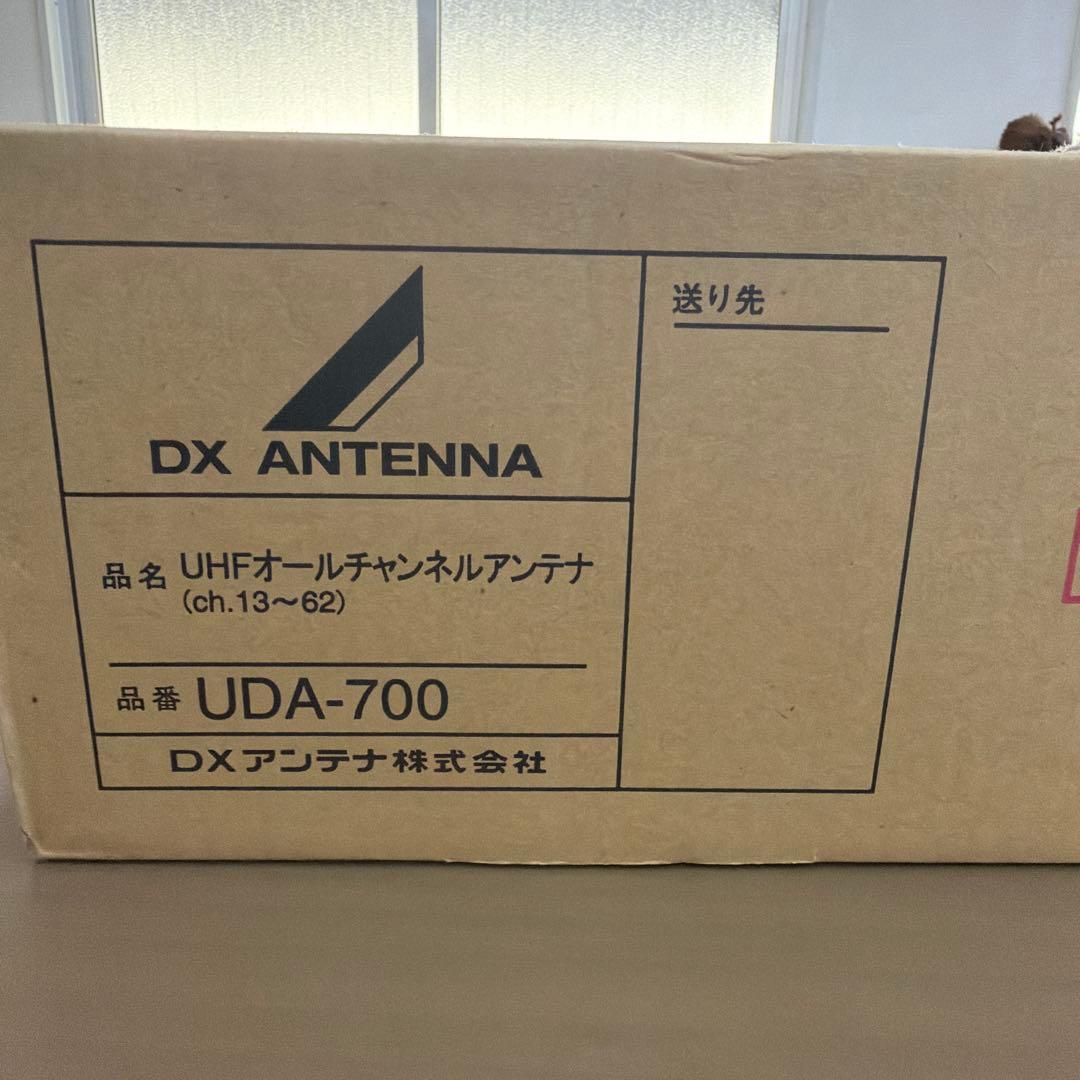 DX ANTENNA
送り先
品名 UHFオールチャンネルアンテナ
(ch.13〜62)
品番 UDA-700
DXアンテナ株式会社